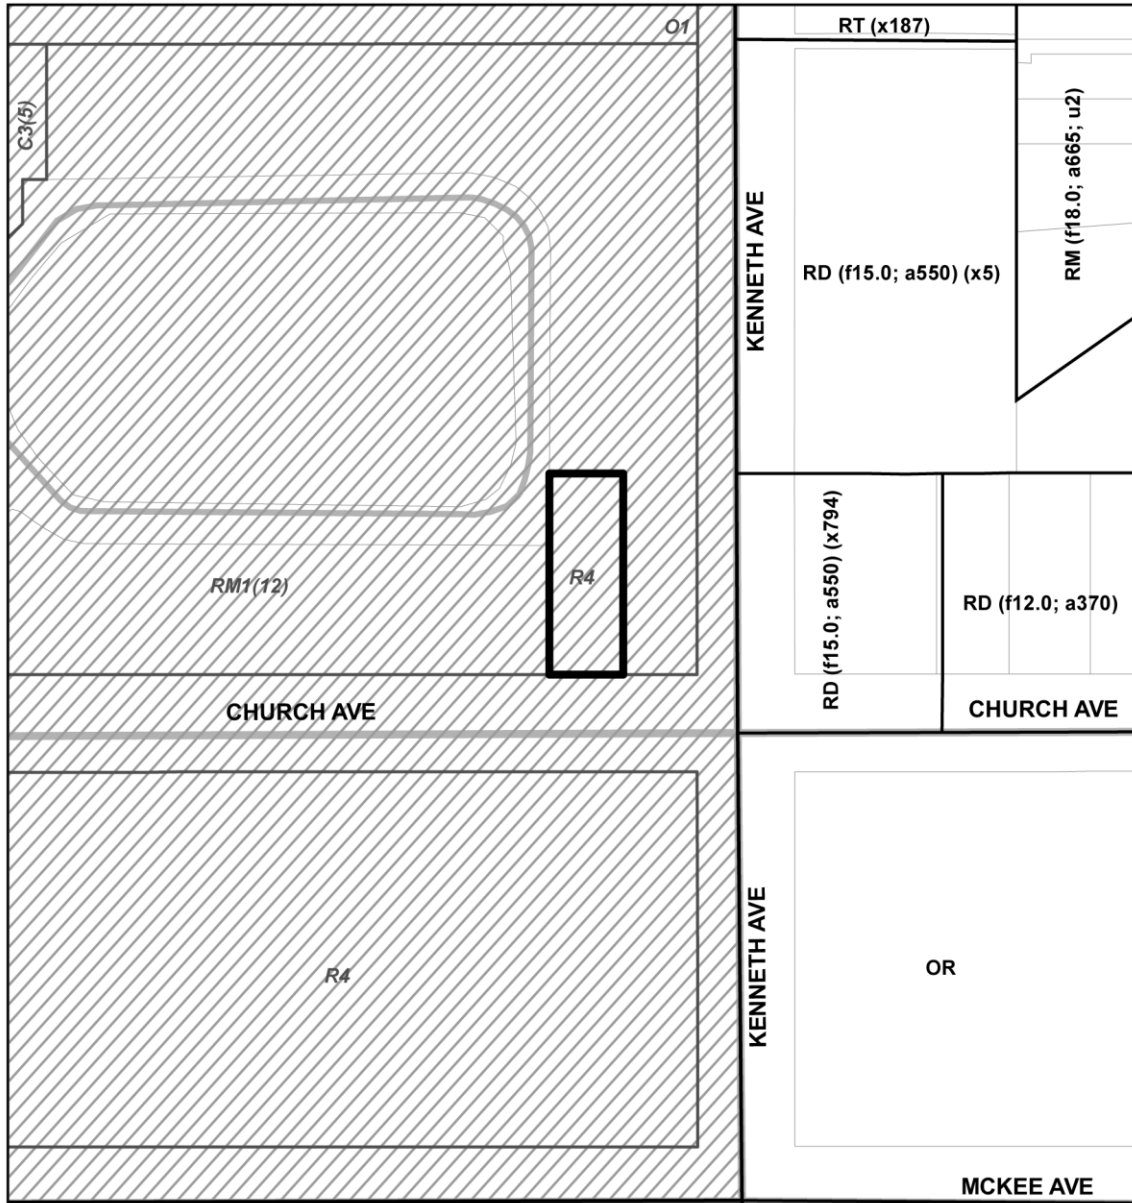 O1
RT (x187)
C3(5)
RM (f18.0; a665; u2)
KENNETH AVE
RD (f15.0; a550) (x5)
RD (f15.0; a550) (x794)
R4
RM1(12)
RD (f12.0; a370)
CHURCH AVE
CHURCH AVE
KENNETH AVE
R4
OR
MCKEE AVE